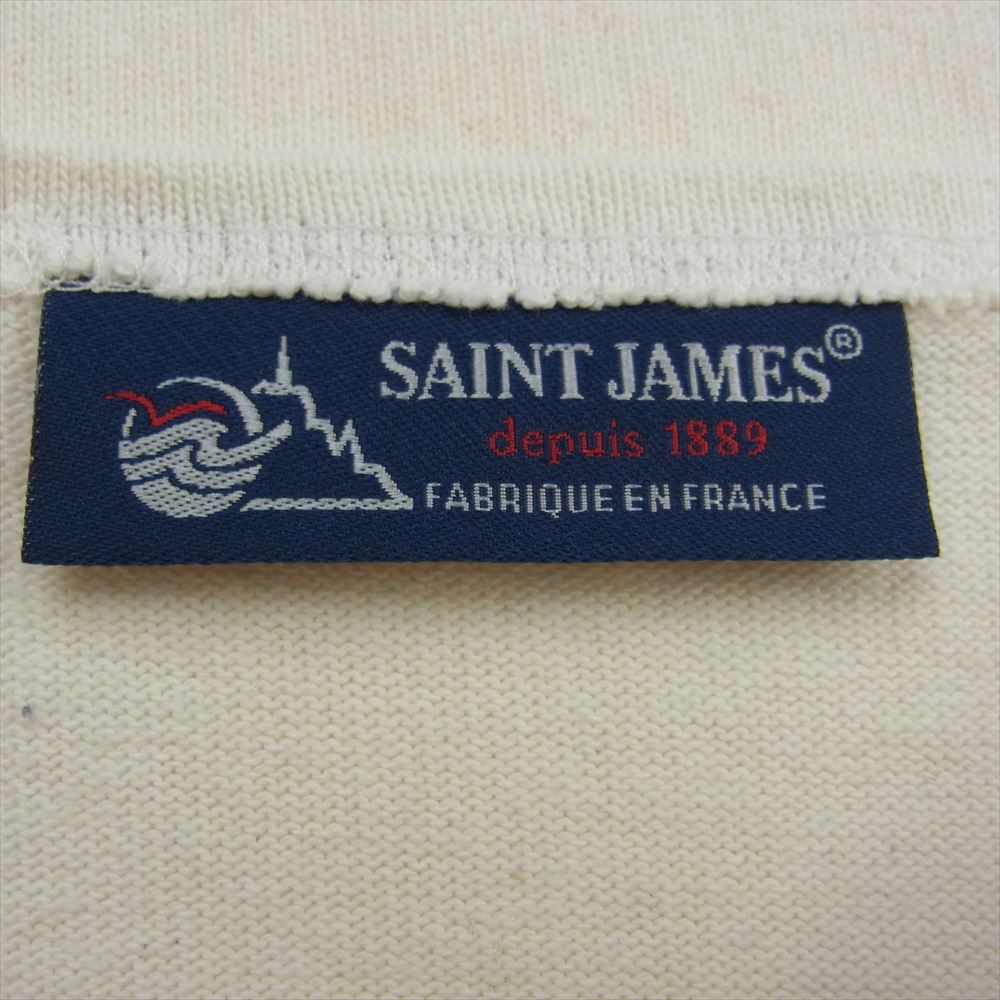 SAINT JAMES®
depuis 1889
FABRIQUE EN FRANCE